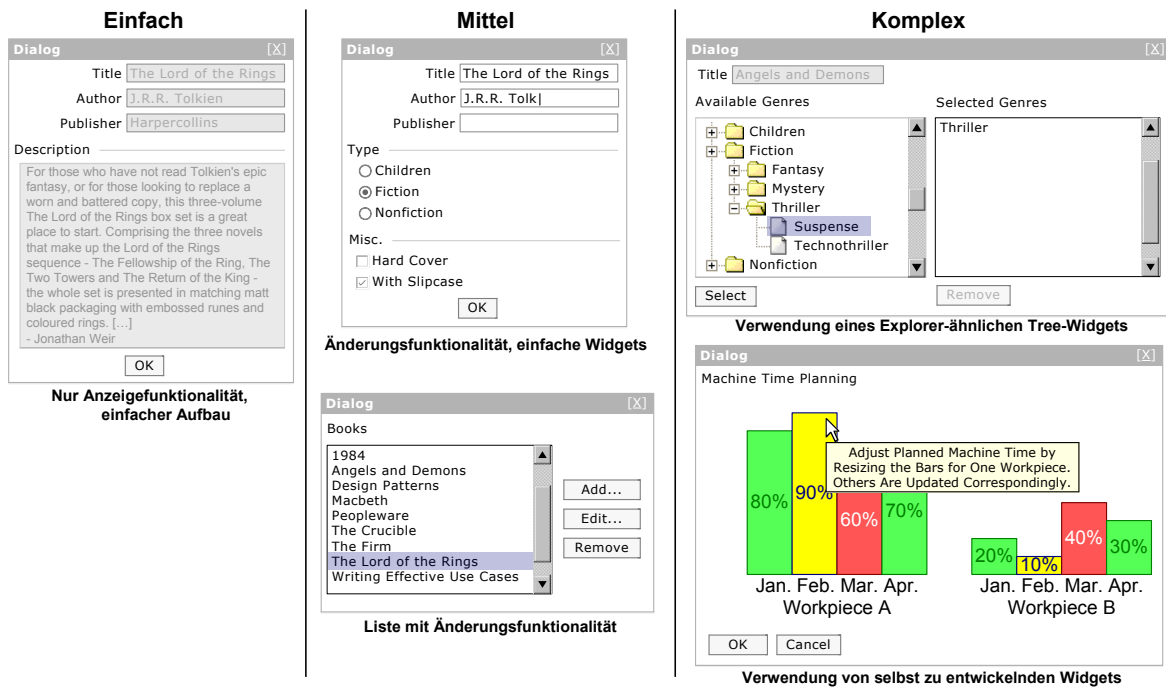 Einfach
Dialog [X]
Title The Lord of the Rings
Author J.R.R. Tolkien
Publisher Harpercollins
Description
For those who have not read Tolkien's epic
fantasy, or for those looking to replace a
worn and battered copy, this three-volume
The Lord of the Rings box set is a great
place to start. Comprising the three novels
that make up the Lord of the Rings
sequence - The Fellowship of the Ring, The
Two Towers and The Return of the King -
the whole set is presented in matching matt
black packaging with embossed runes and
coloured rings. […]
- Jonathan Weir
OK
Nur Anzeigefunktionalität,
einfacher Aufbau
Mittel
Dialog [X]
Title The Lord of the Rings
Author J.R.R. Tolk|
Publisher
Type
Children
Fiction
Nonfiction
Misc.
Hard Cover
With Slipcase
OK
Änderungsfunktionalität, einfache Widgets
Dialog [X]
Books
1984
Angels and Demons
Design Patterns
Macbeth
Peopleware
The Crucible
The Firm
The Lord of the Rings
Writing Effective Use Cases
Add...
Edit...
Remove
Liste mit Änderungsfunktionalität
Komplex
Dialog [X]
Title Angels and Demons
Available Genres
Children
Fiction
Fantasy
Mystery
Thriller
Suspense
Technothriller
Nonfiction
Select
Selected Genres
Thriller
Remove
Verwendung eines Explorer-ähnlichen Tree-Widgets
Dialog [X]
Machine Time Planning
Adjust Planned Machine Time by
Resizing the Bars for One Workpiece.
Others Are Updated Correspondingly.
80% 90% 60% 70%
Jan. Feb. Mar. Apr.
Workpiece A
20% 10% 40% 30%
Jan. Feb. Mar. Apr.
Workpiece B
OK Cancel
Verwendung von selbst zu entwickelnden Widgets